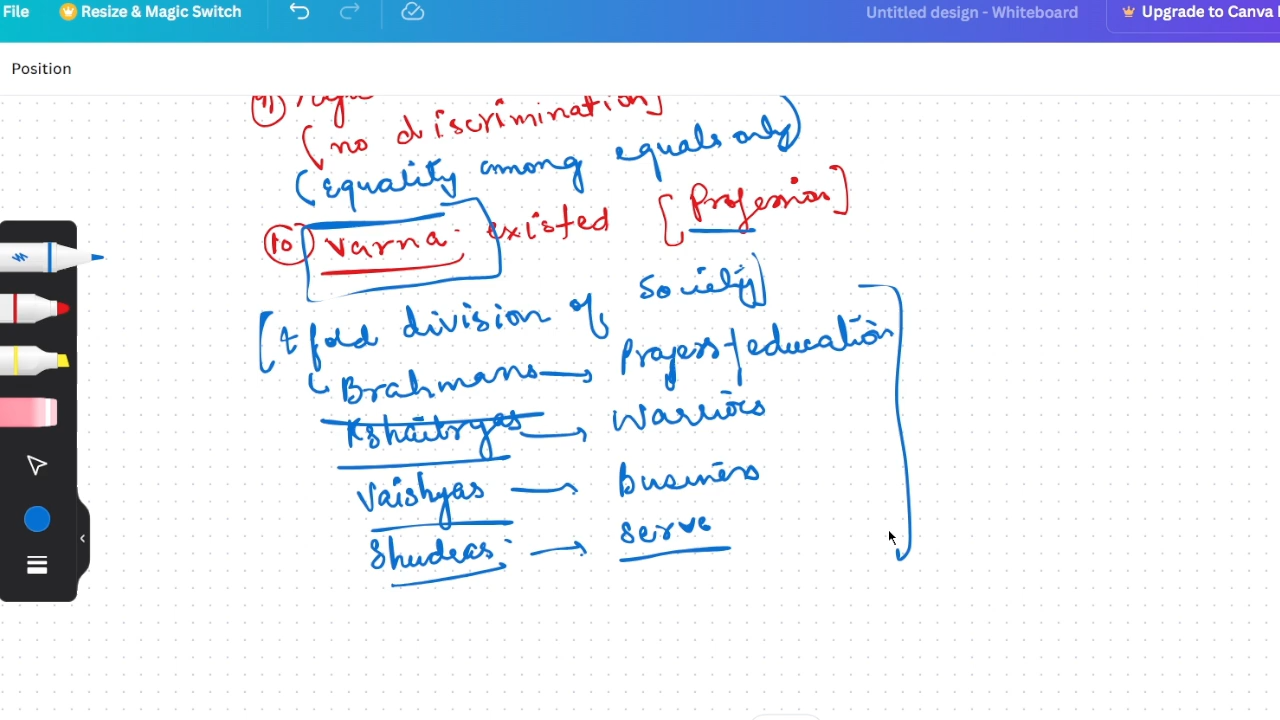 File Resize & Magic Switch Untitled design - Whiteboard Upgrade to Canva
Position
(no discrimination]
(equality among equals only)
(10) Varna existed [Profession]
[4 fold division of society]
Brahmans → Prayers + education
Kshaitryas → Warriors
Vaishyas → business
Shudras → serve